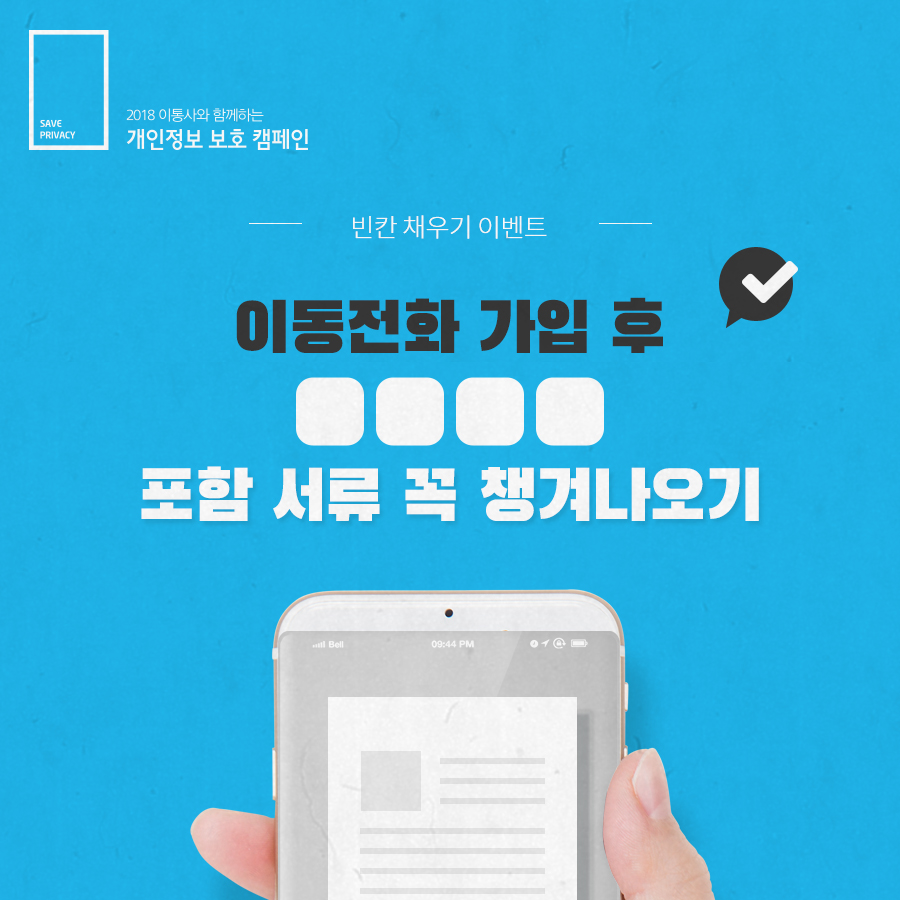 SAVE
PRIVACY
2018 이통사와 함께하는
개인정보 보호 캠페인
빈칸 채우기 이벤트
이동전화 가입 후
포함 서류 꼭 챙겨나오기
Bell 09:44 PM